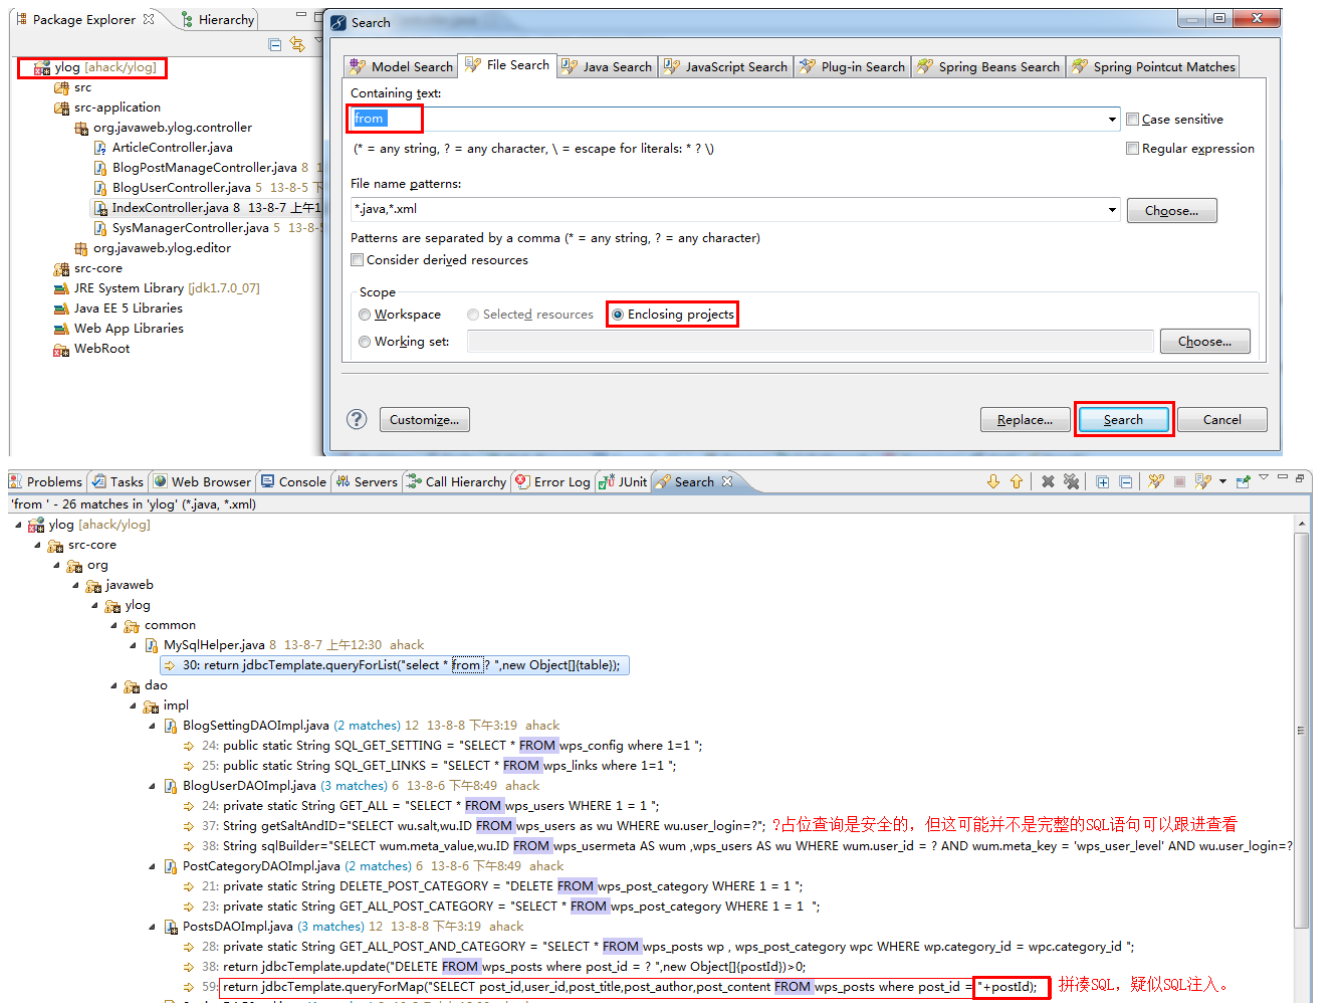 Package Explorer
Hierarchy
ylog [ahack/ylog]
src
src-application
org.javaweb.ylog.controller
ArticleController.java
BlogPostManageController.java 8 1
BlogUserController.java 5 13-8-5 下
IndexController.java 8 13-8-7 上午1
SysManagerController.java 5 13-8-5
org.javaweb.ylog.editor
src-core
JRE System Library [jdk1.7.0_07]
Java EE 5 Libraries
Web App Libraries
WebRoot
Search
Model Search File Search Java Search JavaScript Search Plug-in Search Spring Beans Search Spring Pointcut Matches
Containing text:
from
Case sensitive
(* = any string, ? = any character, \ = escape for literals: * ? \)
Regular expression
File name patterns:
*.java,*.xml
Choose...
Patterns are separated by a comma (* = any string, ? = any character)
Consider derived resources
Scope
Workspace Selected resources Enclosing projects
Working set: Choose...
Customize... Replace... Search Cancel
Problems Tasks Web Browser Console Servers Call Hierarchy Error Log JUnit Search
'from ' - 26 matches in 'ylog' (*.java, *.xml)
ylog [ahack/ylog]
src-core
org
javaweb
ylog
common
MySqlHelper.java 8 13-8-7 上午12:30 ahack
30: return jdbcTemplate.queryForList("select * from ? ",new Object[]{table});
dao
impl
BlogSettingDAOImpl.java (2 matches) 12 13-8-8 下午3:19 ahack
24: public static String SQL_GET_SETTING = "SELECT * FROM wps_config where 1=1 ";
25: public static String SQL_GET_LINKS = "SELECT * FROM wps_links where 1=1 ";
BlogUserDAOImpl.java (3 matches) 6 13-8-6 下午8:49 ahack
24: private static String GET_ALL = "SELECT * FROM wps_users WHERE 1 = 1 ";
37: String getSaltAndID="SELECT wu.salt,wu.ID FROM wps_users as wu WHERE wu.user_login=?"; ?占位查询是安全的，但这可能并不是完整的SQL语句可以跟进查看
38: String sqlBuilder="SELECT wum.meta_value,wu.ID FROM wps_usermeta AS wum ,wps_users AS wu WHERE wum.user_id = ? AND wum.meta_key = 'wps_user_level' AND wu.user_login=?
PostCategoryDAOImpl.java (2 matches) 6 13-8-6 下午8:49 ahack
21: private static String DELETE_POST_CATEGORY = "DELETE FROM wps_post_category WHERE 1 = 1 ";
23: private static String GET_ALL_POST_CATEGORY = "SELECT * FROM wps_post_category WHERE 1 = 1 ";
PostsDAOImpl.java (3 matches) 12 13-8-8 下午3:19 ahack
28: private static String GET_ALL_POST_AND_CATEGORY = "SELECT * FROM wps_posts wp , wps_post_category wpc WHERE wp.category_id = wpc.category_id ";
38: return jdbcTemplate.update("DELETE FROM wps_posts where post_id = ? ",new Object[]{postId})>0;
59: return jdbcTemplate.queryForMap("SELECT post_id,user_id,post_title,post_author,post_content FROM wps_posts where post_id = "+postId); 拼凑SQL，疑似SQL注入。